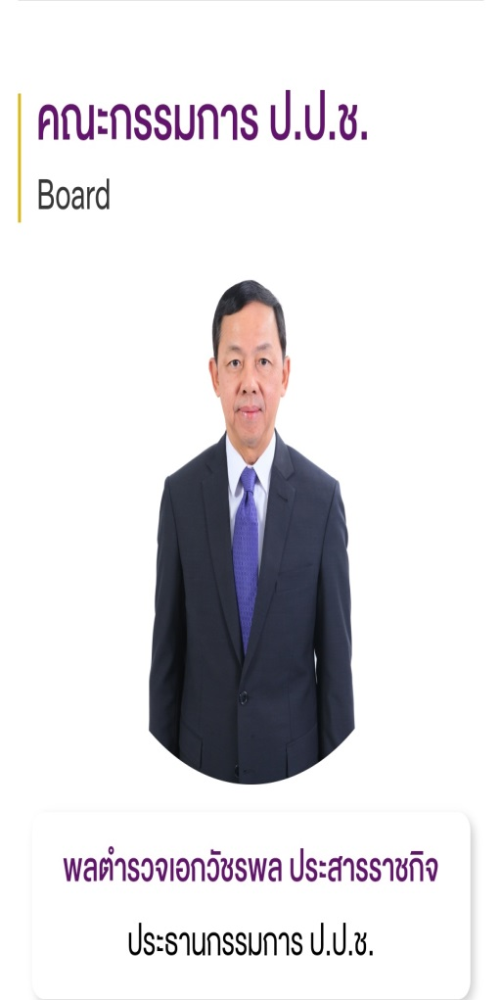 คณะกรรมการ ป.ป.ช.
Board
พลตำรวจเอกวัชรพล ประสารราชกิจ
ประธานกรรมการ ป.ป.ช.